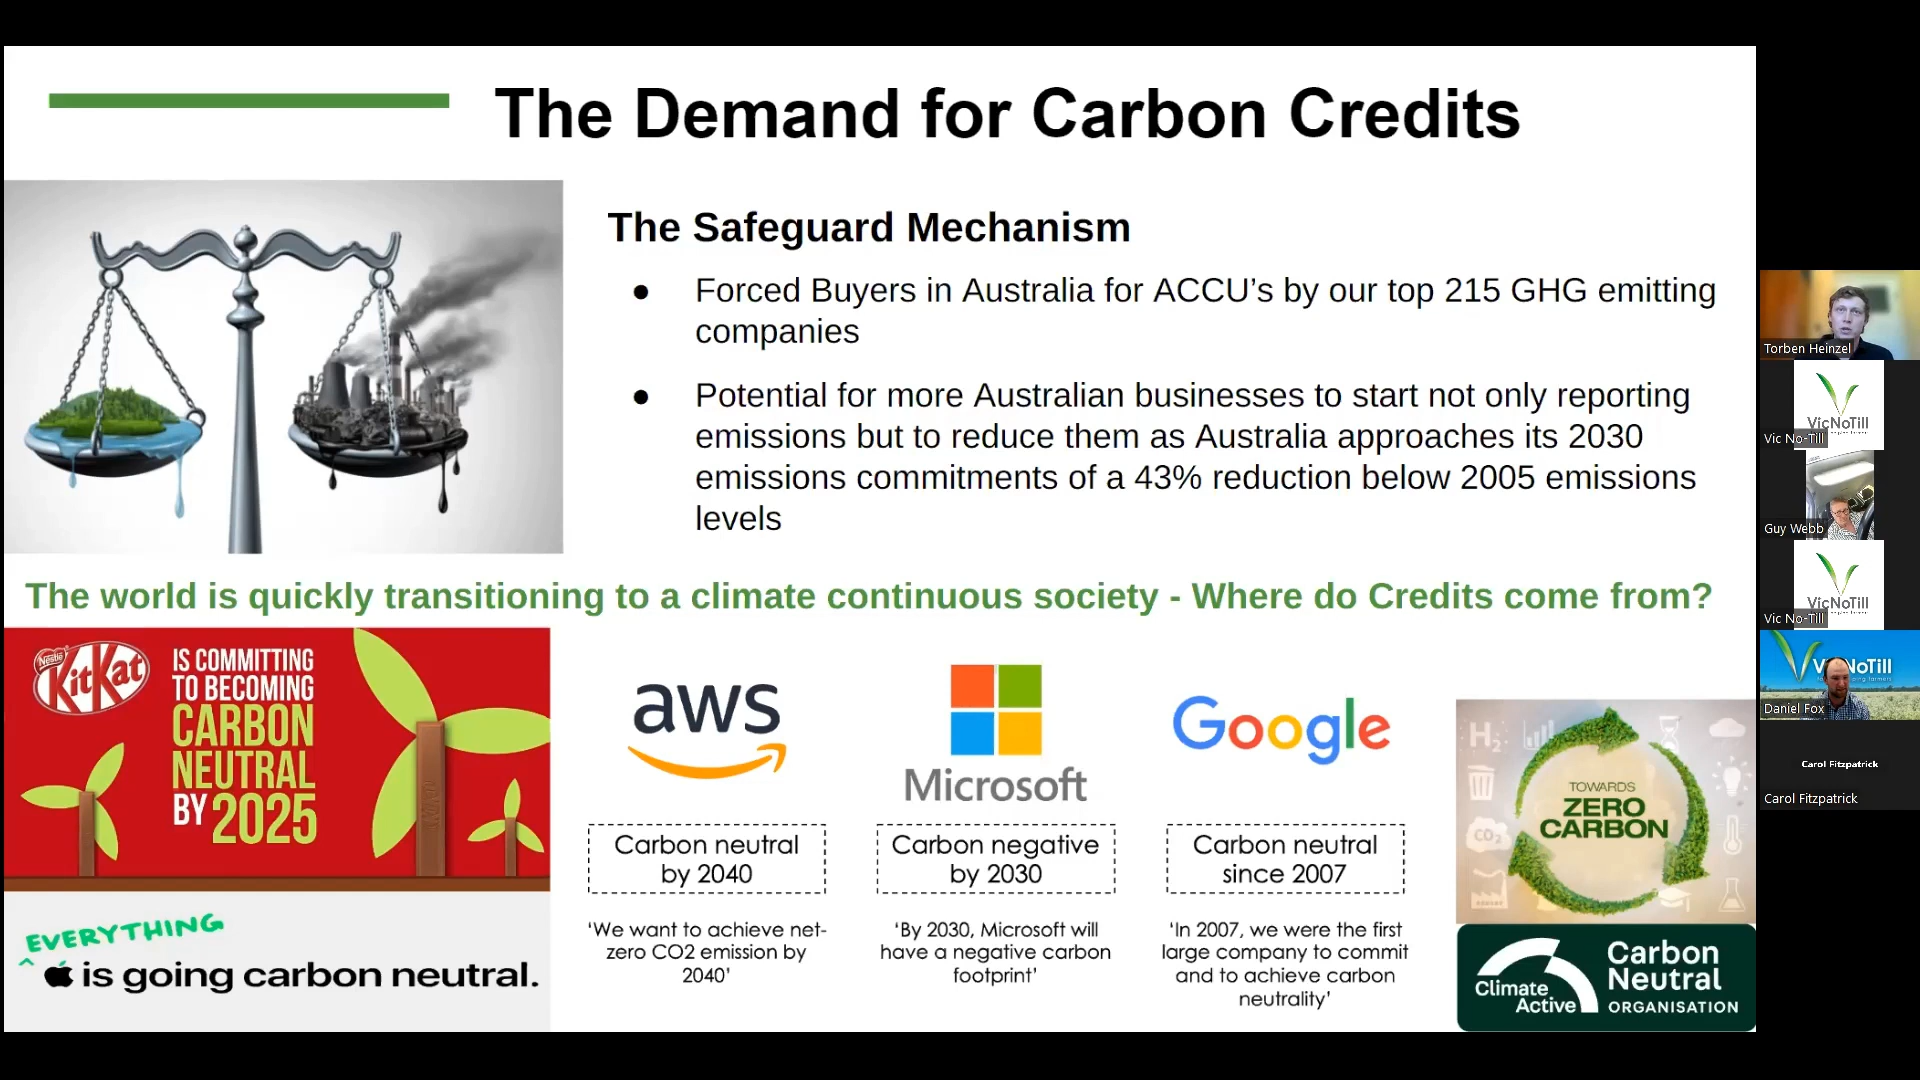 The Demand for Carbon Credits
The Safeguard Mechanism
● Forced Buyers in Australia for ACCU’s by our top 215 GHG emitting
companies
● Potential for more Australian businesses to start not only reporting
emissions but to reduce them as Australia approaches its 2030
emissions commitments of a 43% reduction below 2005 emissions
levels
The world is quickly transitioning to a climate continuous society - Where do Credits come from?
Nestlé
KitKat
IS COMMITTING
TO BECOMING
CARBON
NEUTRAL
BY 2025
EVERYTHING
^ is going carbon neutral.
aws
Carbon neutral
by 2040
‘We want to achieve net-
zero CO2 emission by
2040’
Microsoft
Carbon negative
by 2030
‘By 2030, Microsoft will
have a negative carbon
footprint’
Google
Carbon neutral
since 2007
‘In 2007, we were the first
large company to commit
and to achieve carbon
neutrality’
H2
CO2
TOWARDS
ZERO
CARBON
Climate
Active
Carbon
Neutral
ORGANISATION
Torben Heinzel
VicNoTill
Vic No-Till
Guy Webb
VicNoTill
Vic No-Till
VicNoTill
Daniel Fox
Carol Fitzpatrick
Carol Fitzpatrick